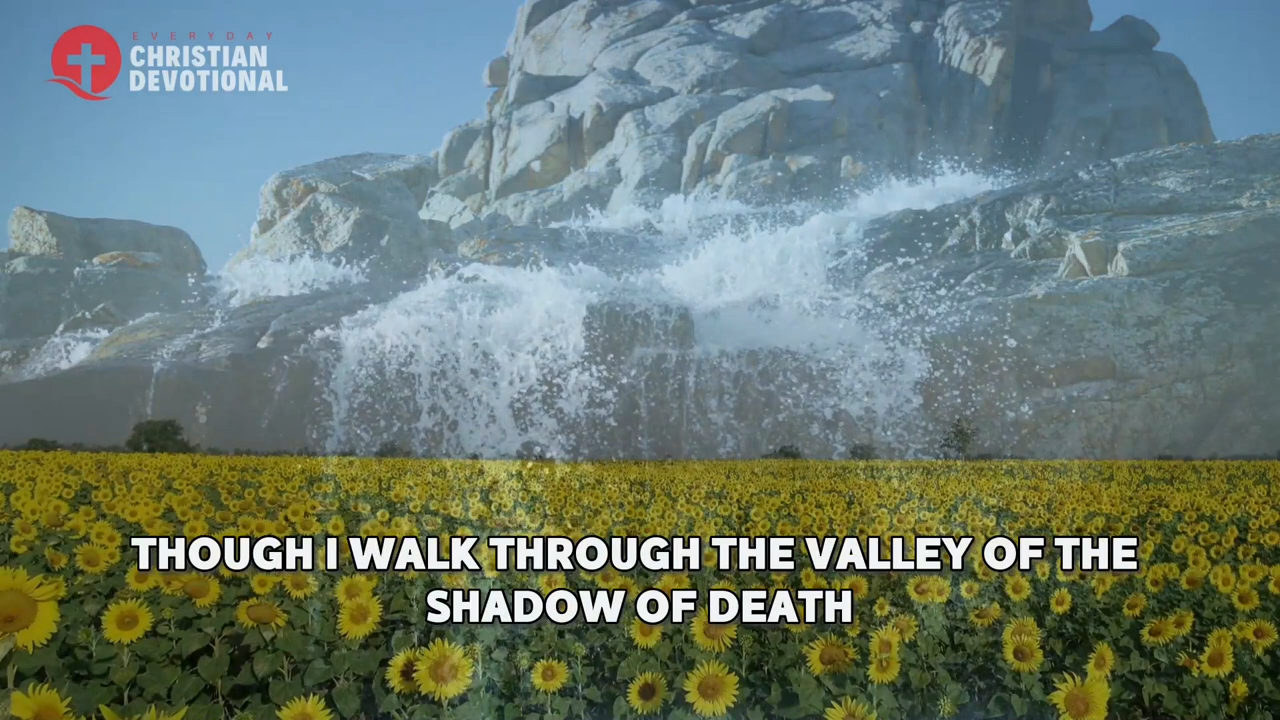 EVERYDAY
CHRISTIAN
DEVOTIONAL
THOUGH I WALK THROUGH THE VALLEY OF THE
SHADOW OF DEATH